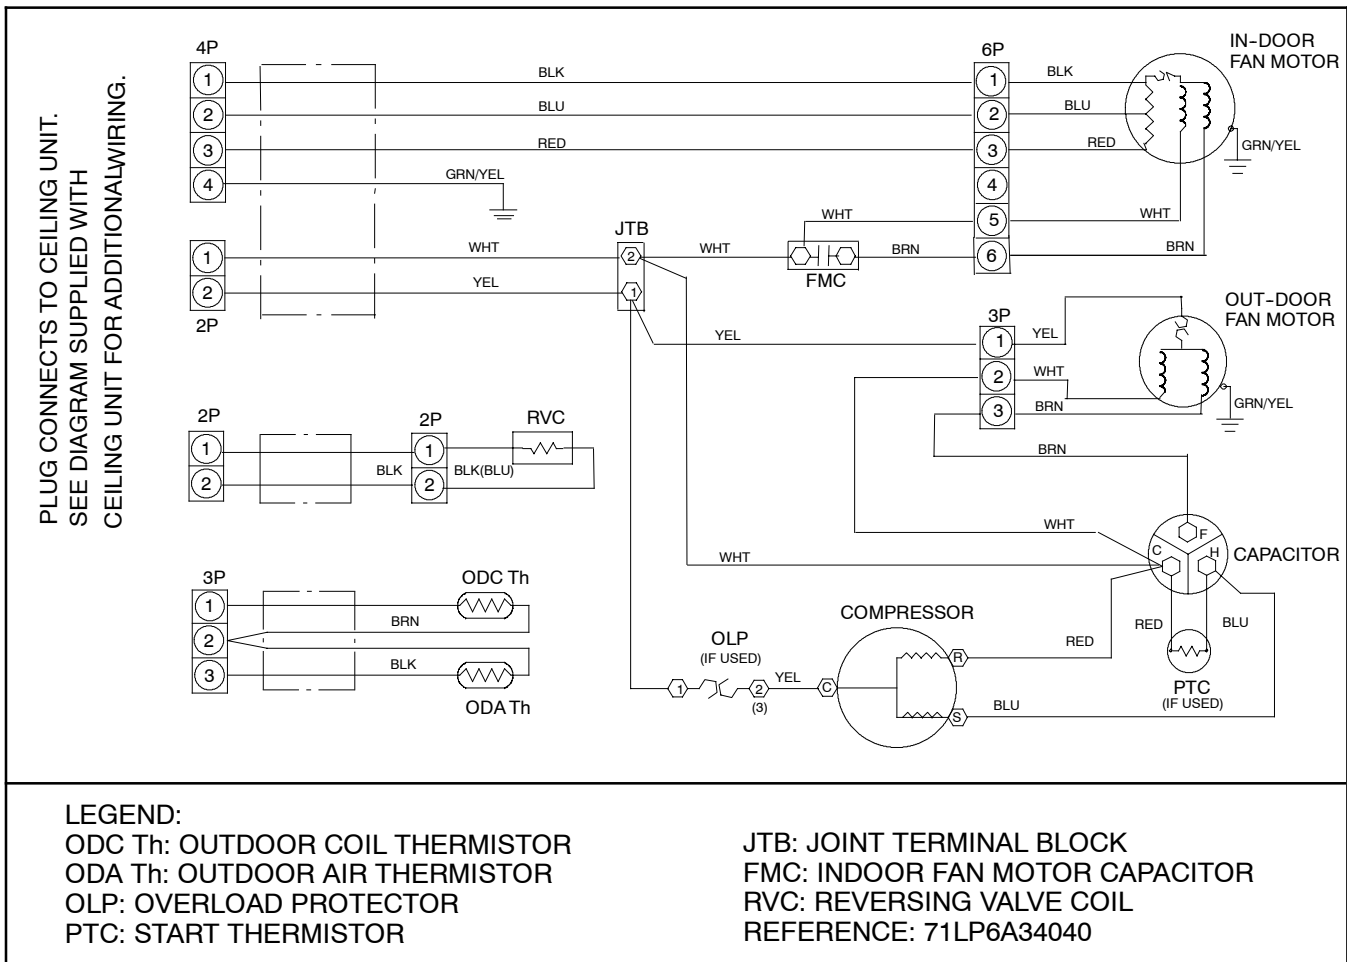 PLUG CONNECTS TO CEILING UNIT.
SEE DIAGRAM SUPPLIED WITH
CEILING UNIT FOR ADDITIONALWIRING.
4P
1
2
3
4
BLK
BLU
RED
GRN/YEL
6P
1
2
3
4
5
6
BLK
BLU
RED
WHT
BRN
IN-DOOR
FAN MOTOR
GRN/YEL
1
2
2P
WHT
YEL
JTB
2
1
WHT
WHT
BRN
FMC
YEL
3P
1
2
3
YEL
WHT
BRN
OUT-DOOR
FAN MOTOR
GRN/YEL
BRN
WHT
WHT
2P
1
2
BLK
2P
1
2
BLK(BLU)
RVC
F
C
H
CAPACITOR
RED
BLU
PTC
(IF USED)
3P
1
2
3
BRN
BLK
ODC Th
ODA Th
OLP
(IF USED)
1
2
(3)
YEL
COMPRESSOR
C
R
S
RED
BLU
LEGEND:
ODC Th: OUTDOOR COIL THERMISTOR
ODA Th: OUTDOOR AIR THERMISTOR
OLP: OVERLOAD PROTECTOR
PTC: START THERMISTOR
JTB: JOINT TERMINAL BLOCK
FMC: INDOOR FAN MOTOR CAPACITOR
RVC: REVERSING VALVE COIL
REFERENCE: 71LP6A34040